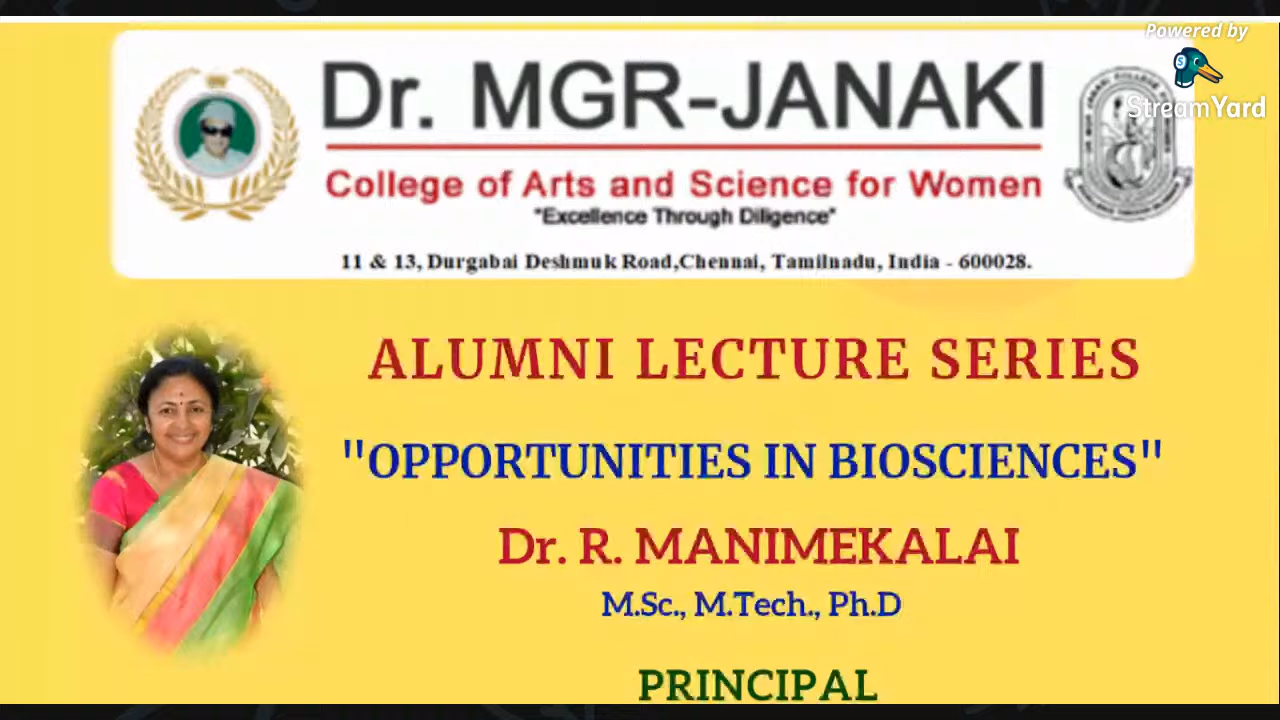 Powered by
StreamYard
Dr. MGR-JANAKI
College of Arts and Science for Women
"Excellence Through Diligence"
11 & 13, Durgabai Deshmuk Road,Chennai, Tamilnadu, India - 600028.
ALUMNI LECTURE SERIES
"OPPORTUNITIES IN BIOSCIENCES"
Dr. R. MANIMEKALAI
M.Sc., M.Tech., Ph.D
PRINCIPAL